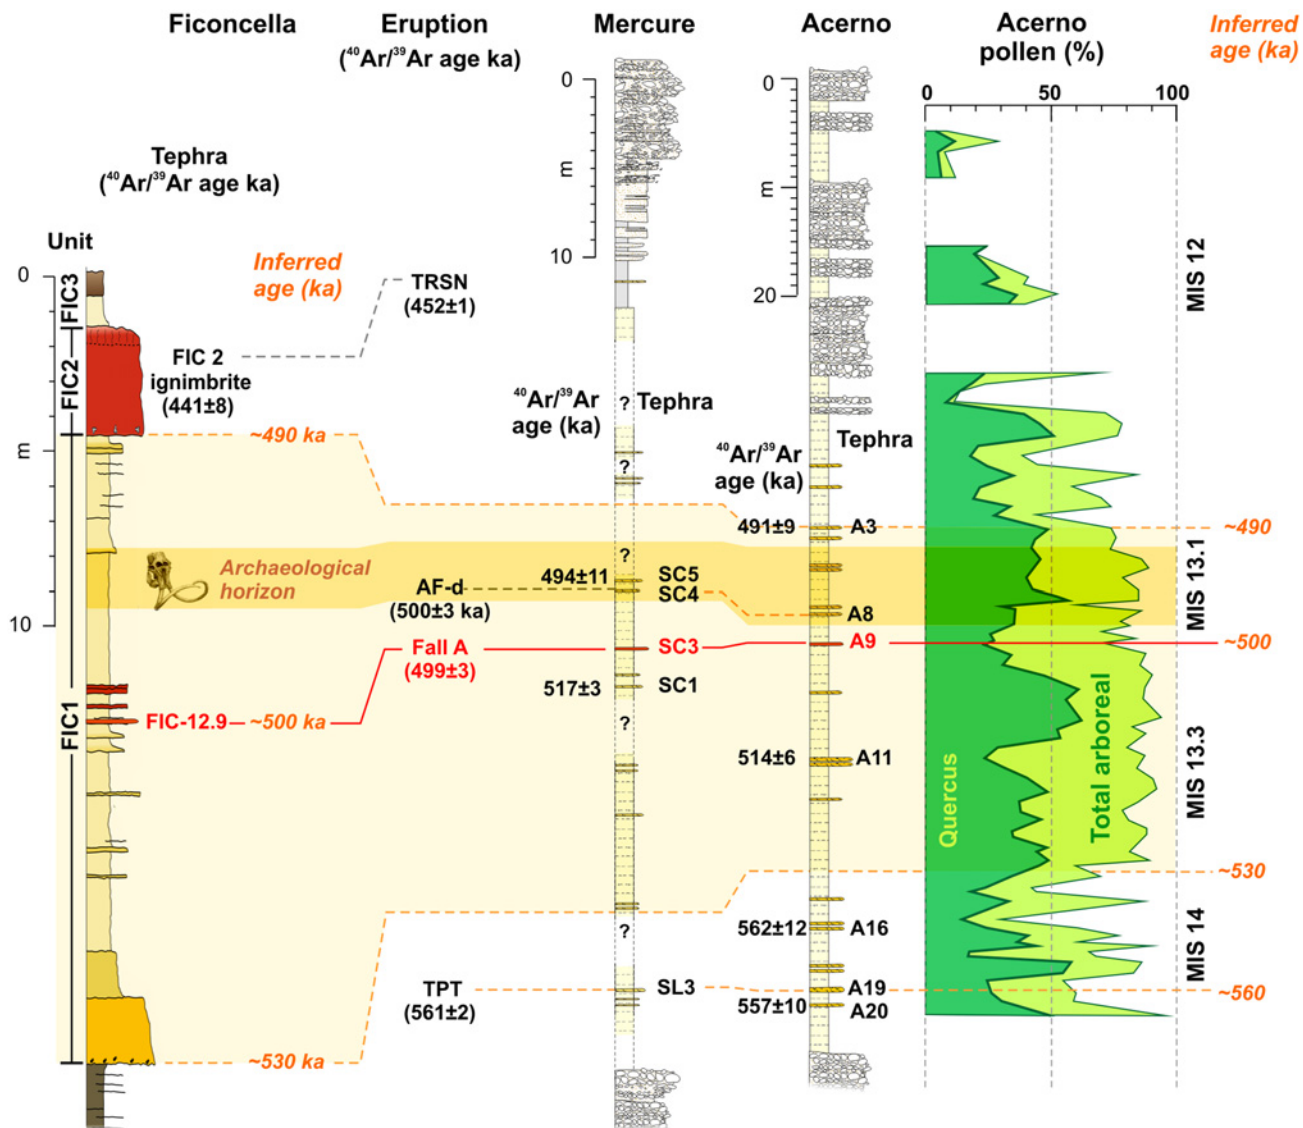 Ficoncella
Eruption
(⁴⁰Ar/³⁹Ar age ka)
Mercure
Acerno
Acerno
pollen (%)
Inferred
age (ka)
0
50
100
Tephra
(⁴⁰Ar/³⁹Ar age ka)
Unit
Inferred
age (ka)
0
m
10
0
m
10
20
0
m
5
10
FIC3
FIC2
FIC1
TRSN
(452±1)
FIC 2
ignimbrite
(441±8)
⁴⁰Ar/³⁹Ar
age (ka)
? Tephra
?
⁴⁰Ar/³⁹Ar
age (ka)
Tephra
MIS 12
~490 ka
491±9
A3
~490
Archaeological
horizon
?
494±11
SC5
SC4
AF-d
(500±3 ka)
A8
MIS 13.1
Fall A
(499±3)
SC3
A9
~500
517±3
SC1
FIC-12.9
~500 ka
?
514±6
A11
MIS 13.3
Quercus
Total arboreal
~530
562±12
A16
?
MIS 14
TPT
(561±2)
SL3
A19
~560
557±10
A20
~530 ka